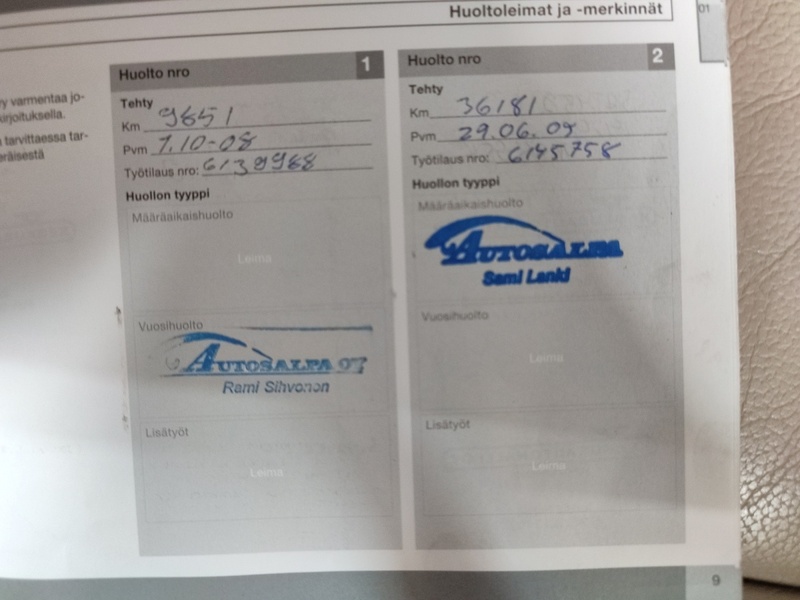 Huoltoleimat ja -merkinnät
01
y varmentaa jo-
kirjoituksella.
tarvittaessa tar-
eräisestä
Huolto nro 1
Tehty
Km 9851
Pvm 7.10-08
Työtilaus nro: 6139988
Huollon tyyppi
Määräaikaishuolto
Leima
Vuosihuolto
AUTOSALPA OY
Rami Sihvonen
Lisätyöt
Leima
Huolto nro 2
Tehty
Km 36181
Pvm 29.06.09
Työtilaus nro: 6145758
Huollon tyyppi
Määräaikaishuolto
AUTOSALPA
Sami Lanki
Vuosihuolto
Leima
Lisätyöt
Leima
9